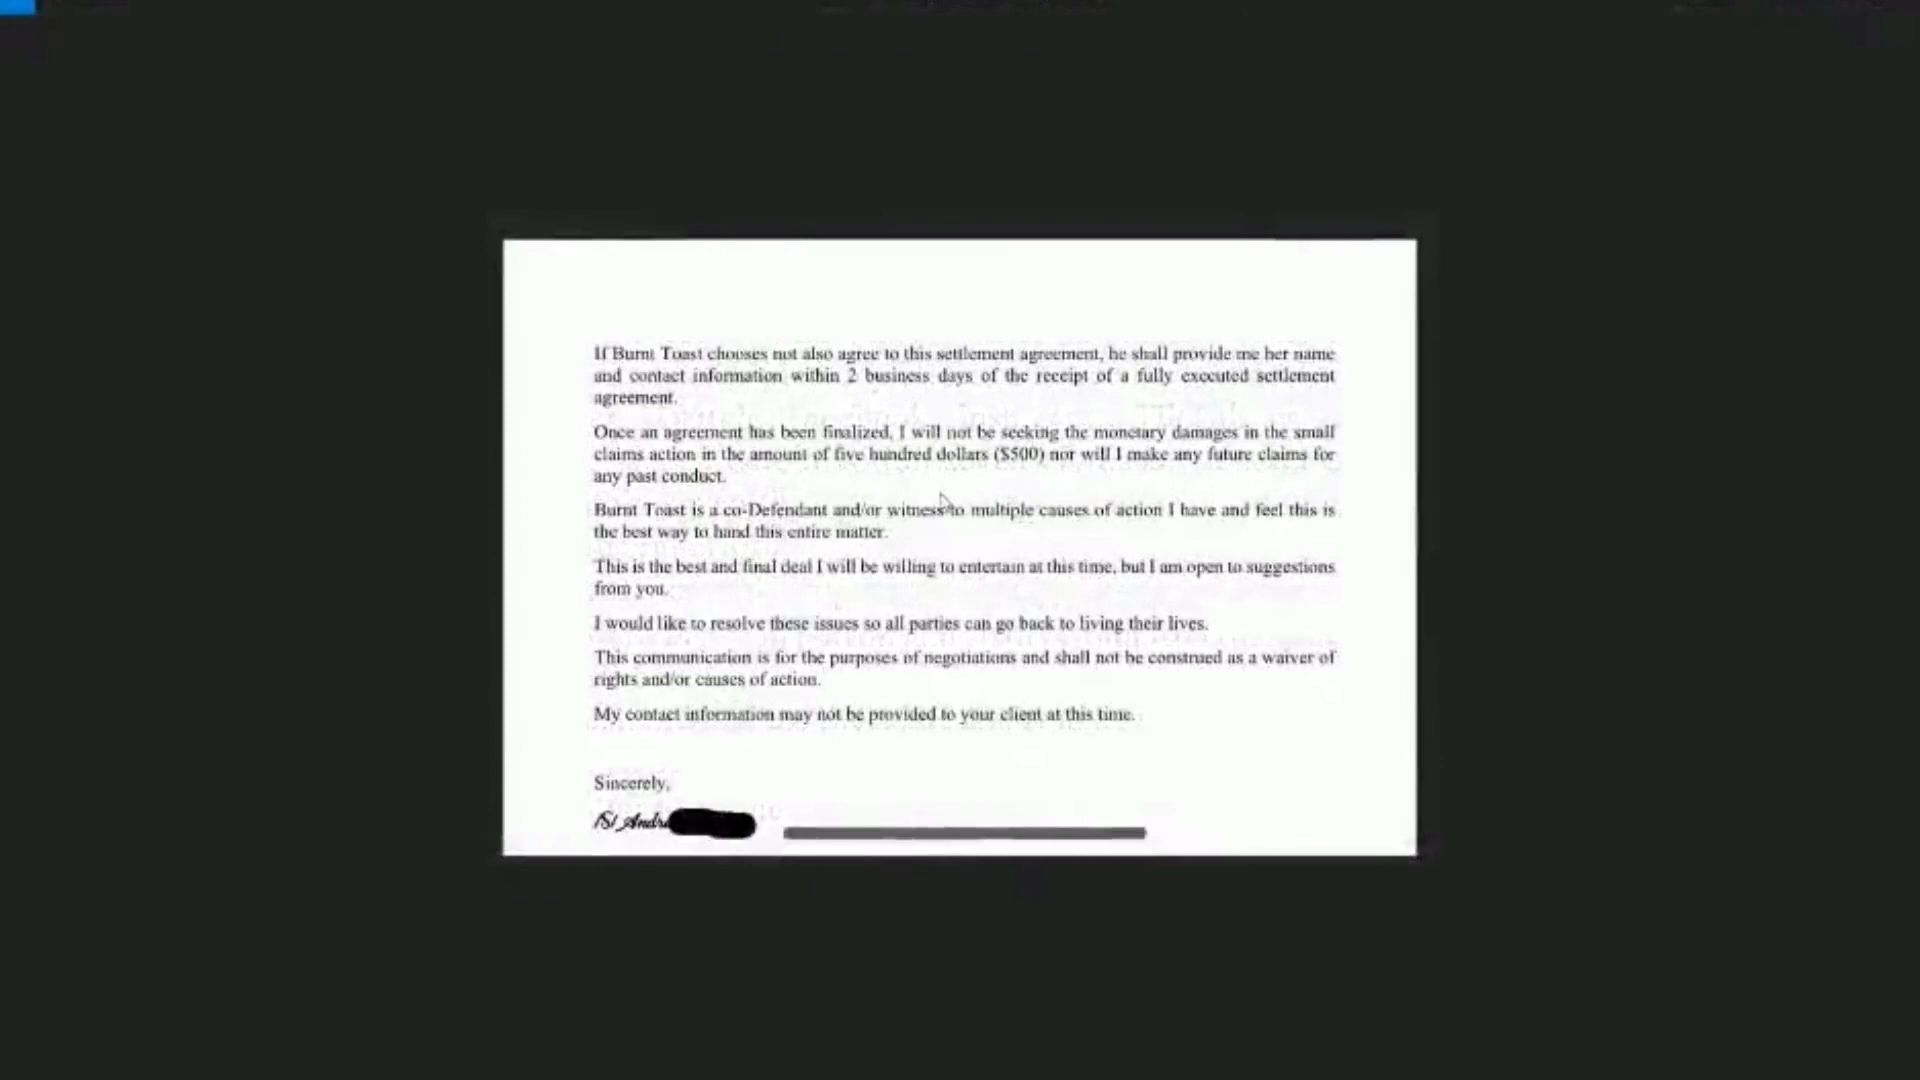 If Burnt Toast chooses not also agree to this settlement agreement, he shall provide me her name
and contact information within 2 business days of the receipt of a fully executed settlement
agreement.
Once an agreement has been finalized, I will not be seeking the monetary damages in the small
claims action in the amount of five hundred dollars ($500) nor will I make any future claims for
any past conduct.
Burnt Toast is a co-Defendant and/or witness to multiple causes of action I have and feel this is
the best way to hand this entire matter.
This is the best and final deal I will be willing to entertain at this time, but I am open to suggestions
from you.
I would like to resolve these issues so all parties can go back to living their lives.
This communication is for the purposes of negotiations and shall not be construed as a waiver of
rights and/or causes of action.
My contact information may not be provided to your client at this time.
Sincerely,
/S/ Andr